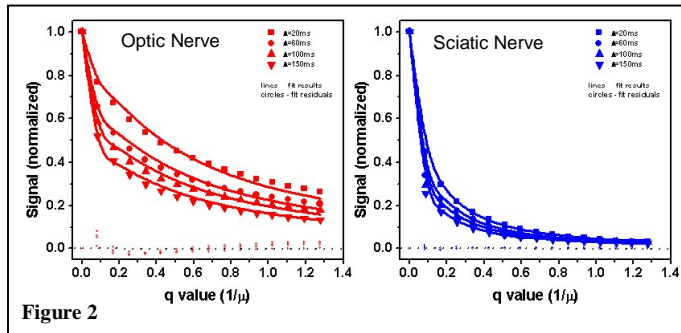 Optic Nerve
Δ=20ms
Δ=60ms
Δ=100ms
Δ=150ms
lines - fit results
circles - fit residuals
Signal (normalized)
1.0
0.8
0.6
0.4
0.2
0.0
0.0 0.2 0.4 0.6 0.8 1.0 1.2 1.4
q value (1/μ)
Sciatic Nerve
Δ=20ms
Δ=60ms
Δ=100ms
Δ=150ms
lines - fit results
circles - fit residuals
Signal (normalized)
1.0
0.8
0.6
0.4
0.2
0.0
0.0 0.2 0.4 0.6 0.8 1.0 1.2 1.4
q value (1/μ)
Figure 2